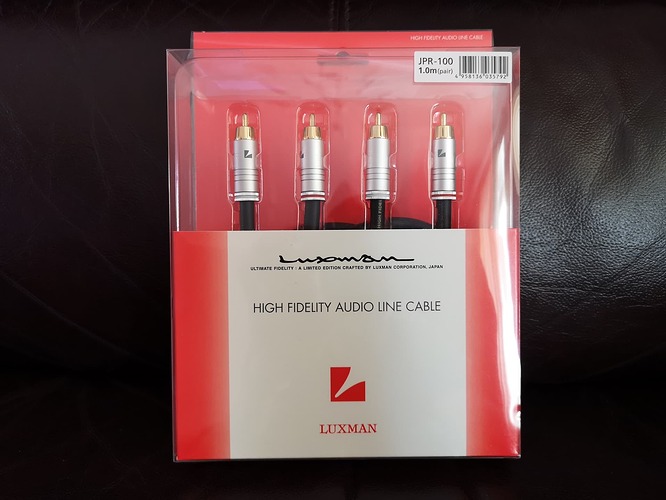 HIGH FIDELITY AUDIO LINE CABLE
JPR-100
1.0m(pair)
4 958136 035792
Luxman
ULTIMATE FIDELITY : A LIMITED EDITION CRAFTED BY LUXMAN CORPORATION, JAPAN
HIGH FIDELITY AUDIO LINE CABLE
LUXMAN